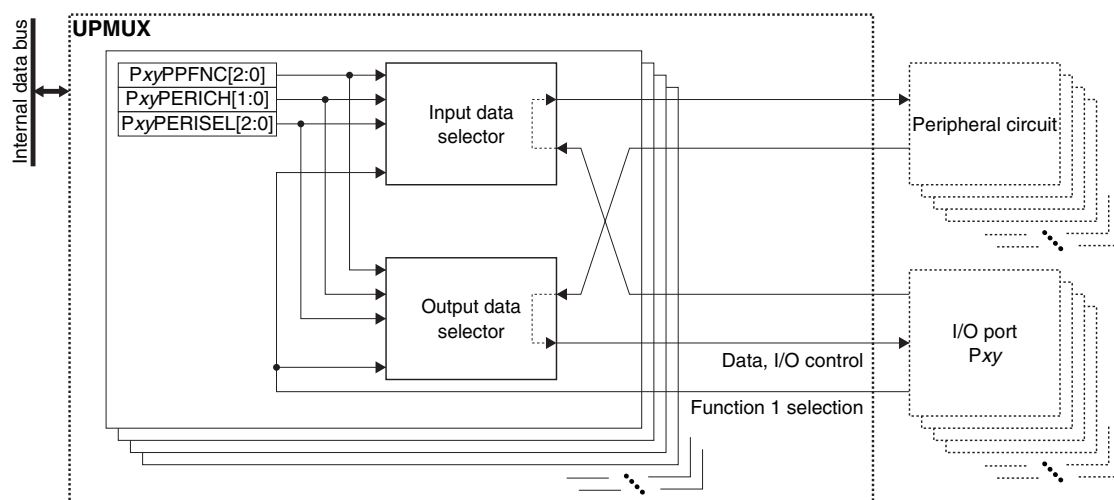 UPMUX
Internal data bus
PxyPPFNC[2:0]
PxyPERICH[1:0]
PxyPERISEL[2:0]
Input data
selector
Peripheral circuit
Output data
selector
I/O port
Pxy
Data, I/O control
Function 1 selection